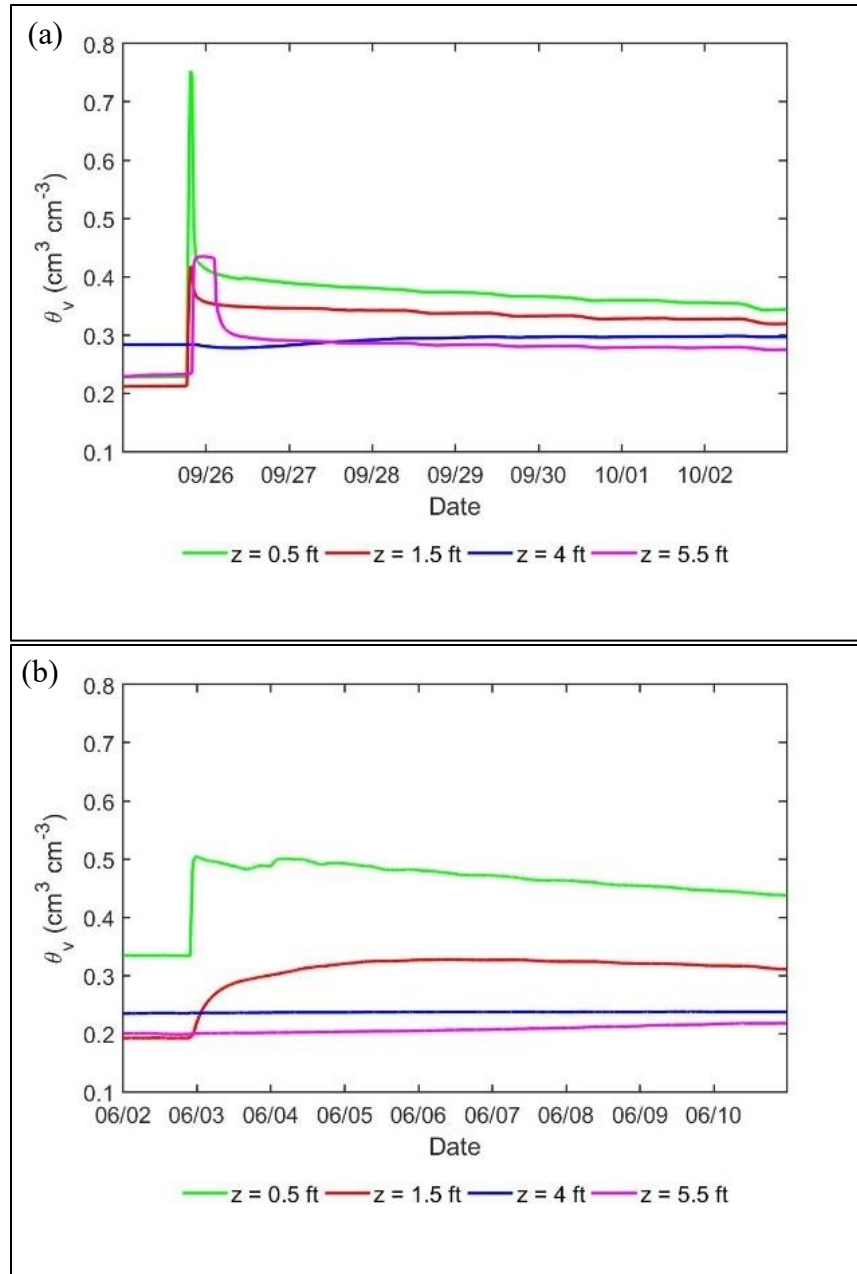 (a)
0.8
0.7
0.6
0.5
0.4
0.3
0.2
0.1
θv (cm³ cm⁻³)
09/26 09/27 09/28 09/29 09/30 10/01 10/02
Date
z = 0.5 ft z = 1.5 ft z = 4 ft z = 5.5 ft
(b)
0.8
0.7
0.6
0.5
0.4
0.3
0.2
0.1
θv (cm³ cm⁻³)
06/02 06/03 06/04 06/05 06/06 06/07 06/08 06/09 06/10
Date
z = 0.5 ft z = 1.5 ft z = 4 ft z = 5.5 ft